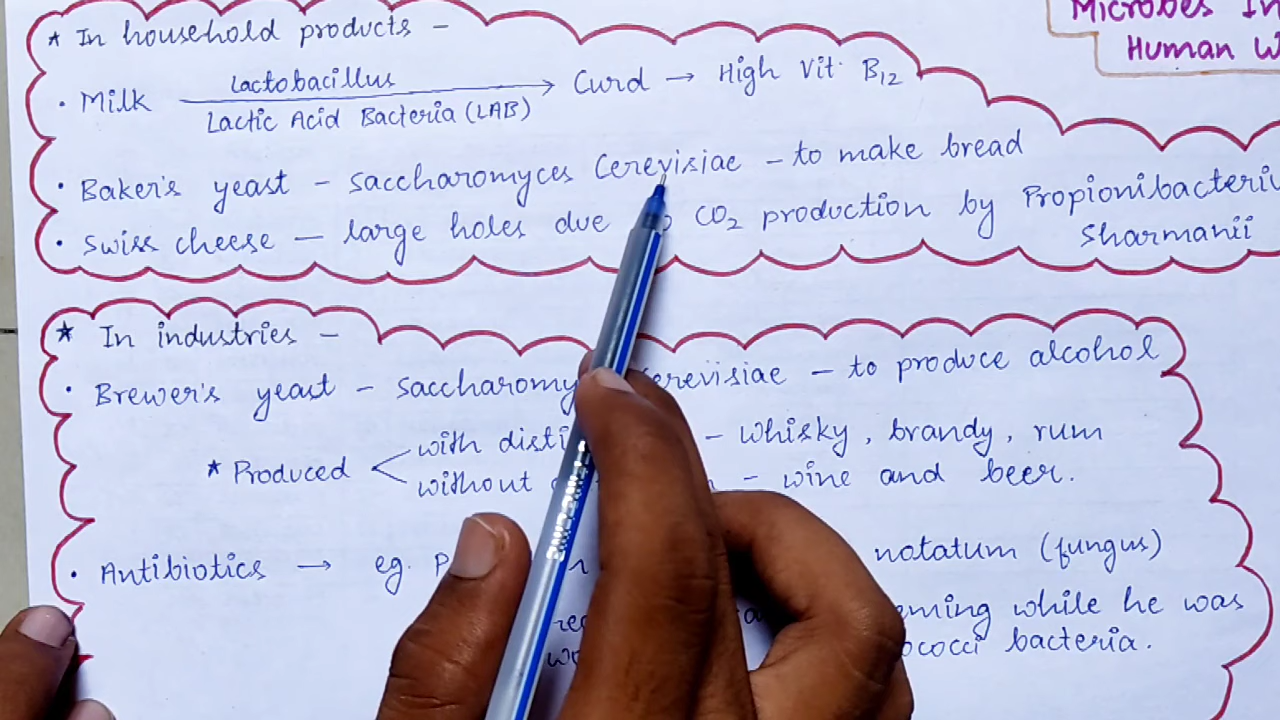 Microbes In
Human W
* In household products -
Lactobacillus
• Milk → Curd → High Vit. B12
Lactic Acid Bacteria (LAB)
• Baker's yeast - saccharomyces Cerevisiae - to make bread
• Swiss cheese - large holes due CO2 production by Propionibacteriu
Sharmanii
* In industries -
• Brewer's yeast - saccharomy cerevisiae - to produce alcohol
with disti - whisky, brandy, rum
* Produced
without - wine and beer.
• Antibiotics → eg. P n notatum (fungus)
eming while he was
ococci bacteria.